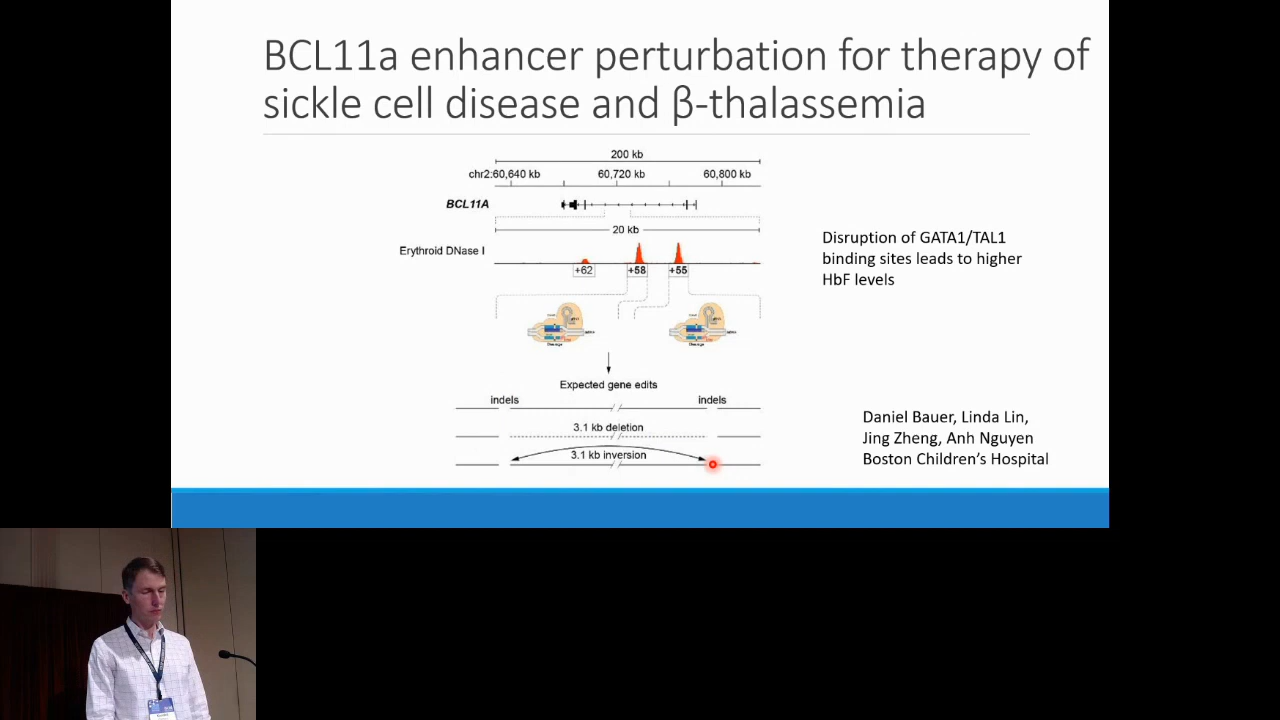 BCL11a enhancer perturbation for therapy of
sickle cell disease and β-thalassemia
200 kb
chr2:60,640 kb 60,720 kb 60,800 kb
BCL11A
20 kb
Erythroid DNase I
+62 +58 +55
Disruption of GATA1/TAL1
binding sites leads to higher
HbF levels
Expected gene edits
indels indels
3.1 kb deletion
3.1 kb inversion
Daniel Bauer, Linda Lin,
Jing Zheng, Anh Nguyen
Boston Children's Hospital